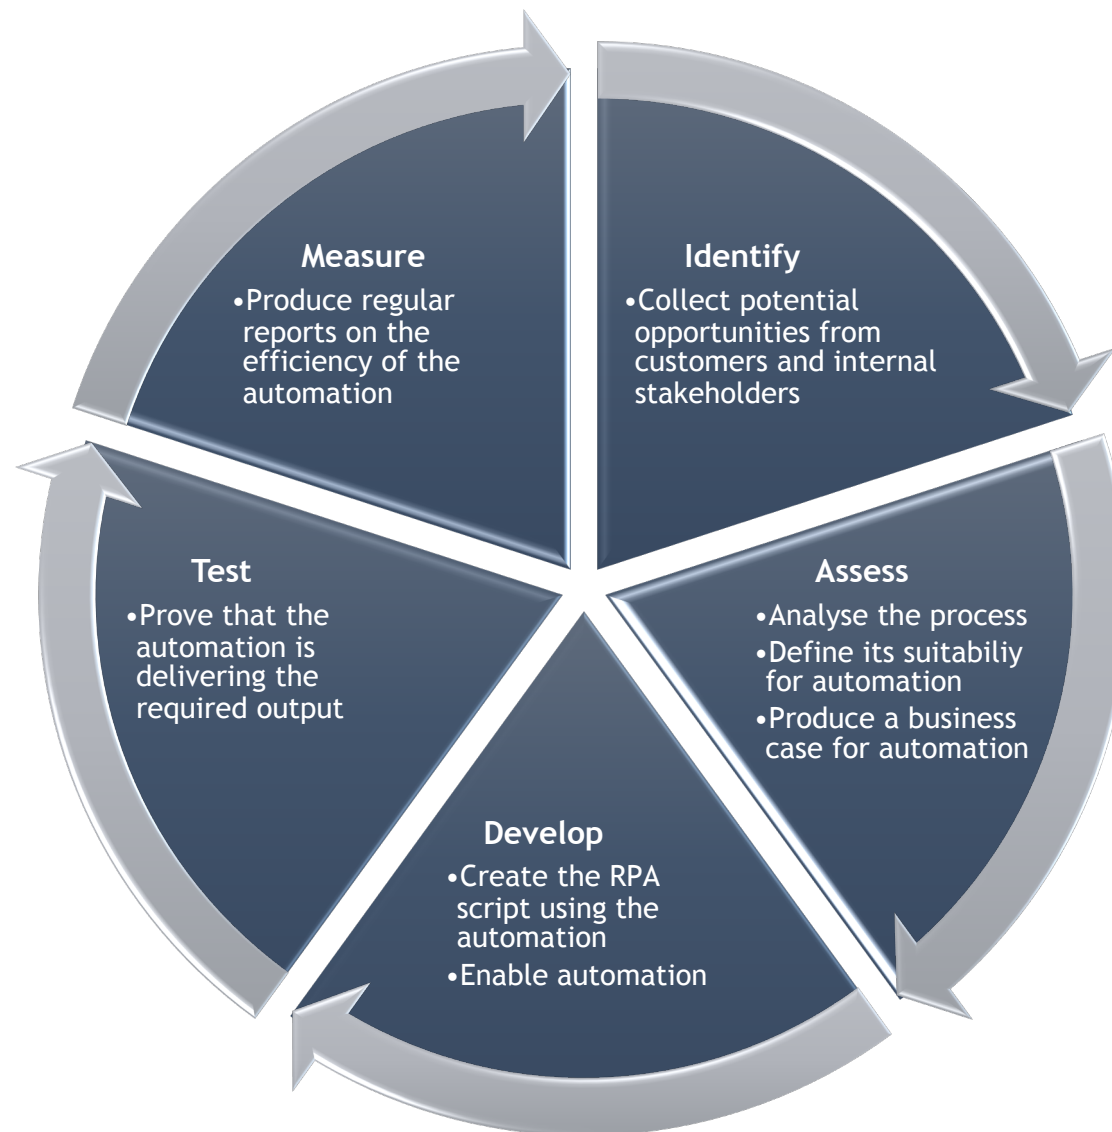 Identify
•Collect potential
opportunities from
customers and internal
stakeholders
Assess
•Analyse the process
•Define its suitabiliy
for automation
•Produce a business
case for automation
Develop
•Create the RPA
script using the
automation
•Enable automation
Test
•Prove that the
automation is
delivering the
required output
Measure
•Produce regular
reports on the
efficiency of the
automation